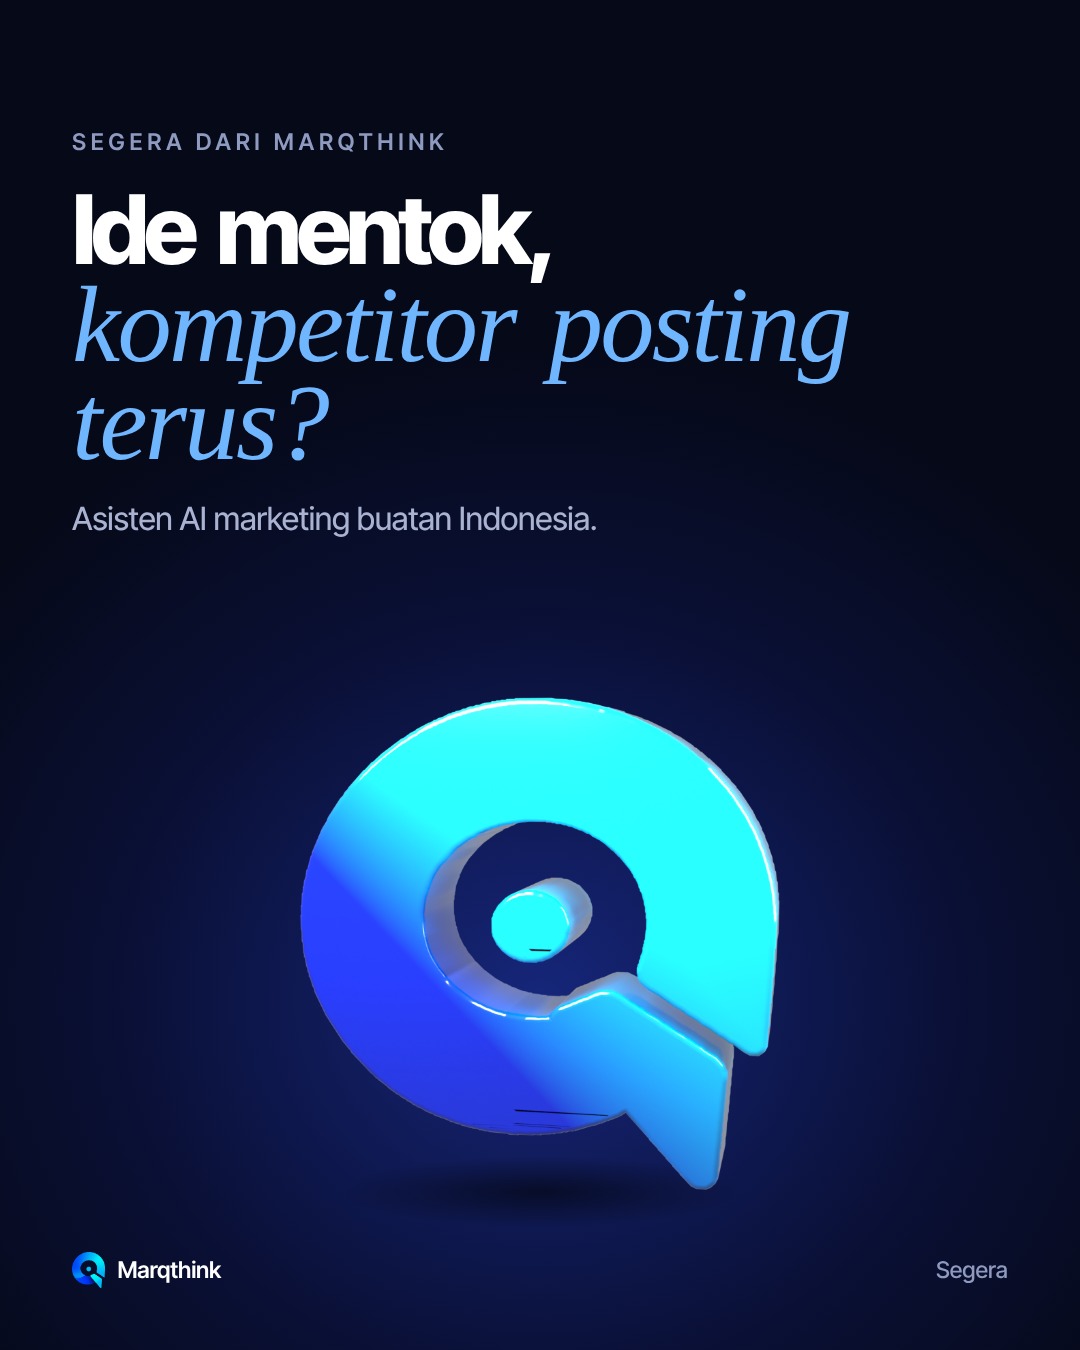 SEGERA DARI MARQTHINK
Ide mentok,
kompetitor posting
terus?
Asisten AI marketing buatan Indonesia.
Marqthink
Segera